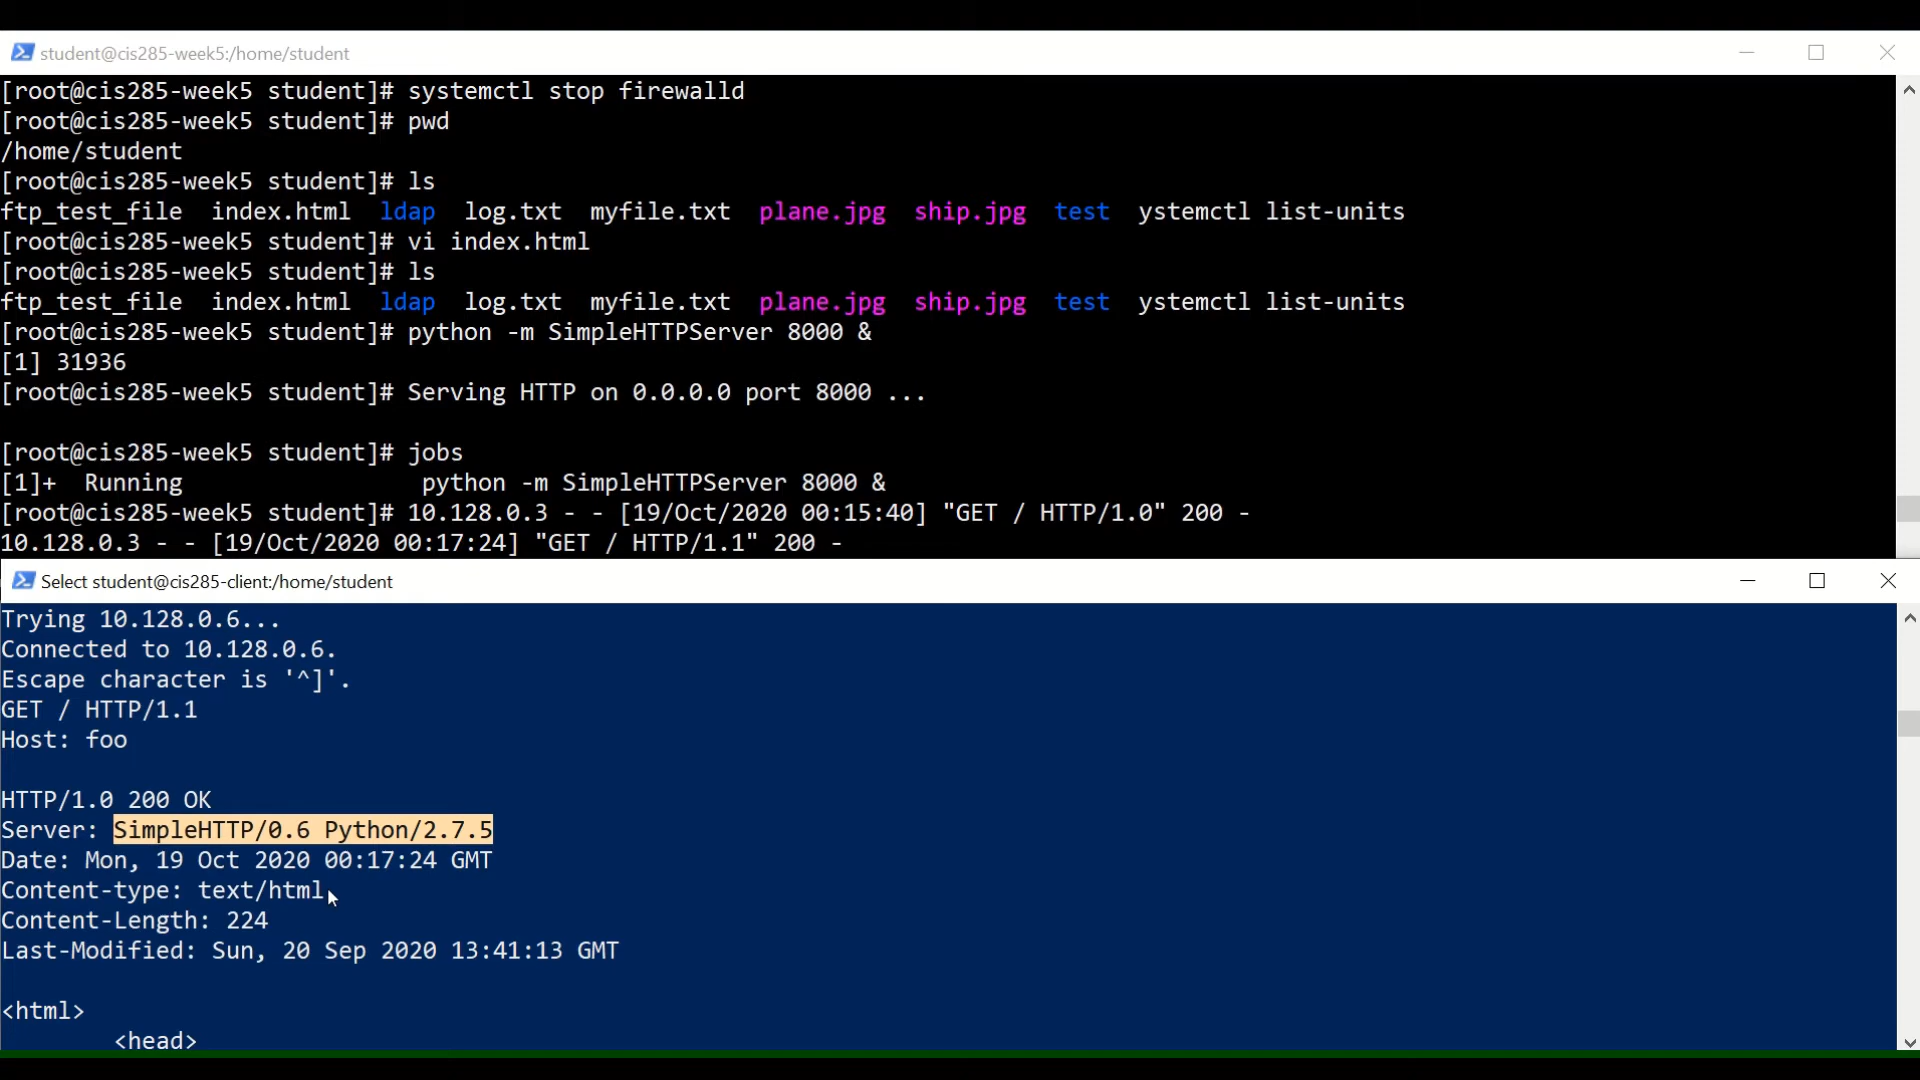 student@cis285-week5:/home/student
[root@cis285-week5 student]# systemctl stop firewalld
[root@cis285-week5 student]# pwd
/home/student
[root@cis285-week5 student]# ls
ftp_test_file  index.html  ldap  log.txt  myfile.txt  plane.jpg  ship.jpg  test  ystemctl list-units
[root@cis285-week5 student]# vi index.html
[root@cis285-week5 student]# ls
ftp_test_file  index.html  ldap  log.txt  myfile.txt  plane.jpg  ship.jpg  test  ystemctl list-units
[root@cis285-week5 student]# python -m SimpleHTTPServer 8000 &
[1] 31936
[root@cis285-week5 student]# Serving HTTP on 0.0.0.0 port 8000 ...
[root@cis285-week5 student]# jobs
[1]+  Running                 python -m SimpleHTTPServer 8000 &
[root@cis285-week5 student]# 10.128.0.3 - - [19/Oct/2020 00:15:40] "GET / HTTP/1.0" 200 -
10.128.0.3 - - [19/Oct/2020 00:17:24] "GET / HTTP/1.1" 200 -
Select student@cis285-client:/home/student
Trying 10.128.0.6...
Connected to 10.128.0.6.
Escape character is '^]'.
GET / HTTP/1.1
Host: foo
HTTP/1.0 200 OK
Server: SimpleHTTP/0.6 Python/2.7.5
Date: Mon, 19 Oct 2020 00:17:24 GMT
Content-type: text/html
Content-Length: 224
Last-Modified: Sun, 20 Sep 2020 13:41:13 GMT
<html>
<head>